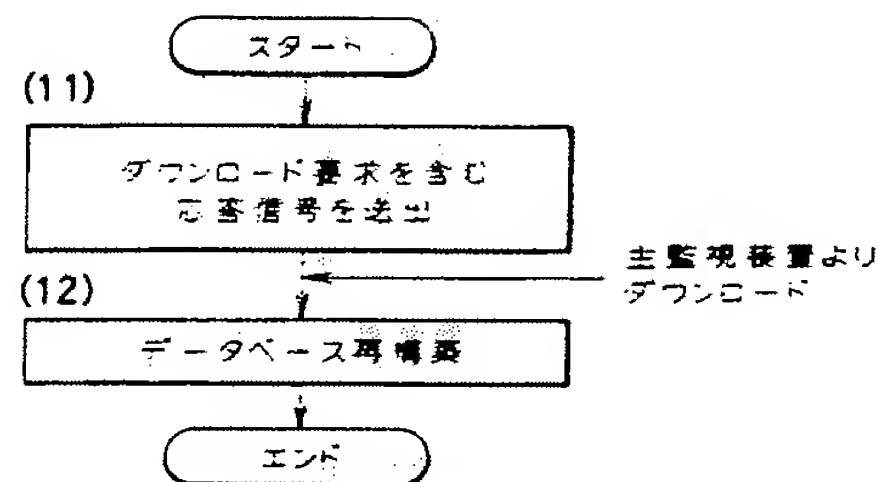 スタート
(11)
ダウンロード要求を含む
応答信号を送出
主監視装置より
ダウンロード
(12)
データベース再構築
エンド